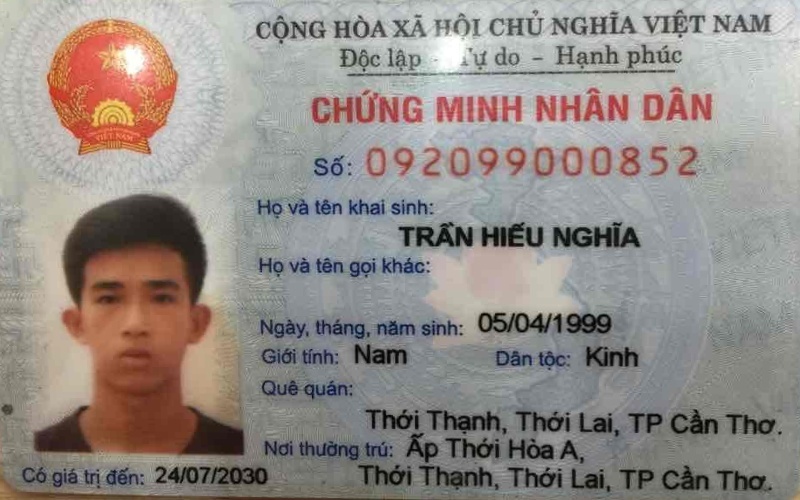 CỘNG HÒA XÃ HỘI CHỦ NGHĨA VIỆT NAM
Độc lập - Tự do - Hạnh phúc
CHỨNG MINH NHÂN DÂN
Số: 092099000852
Họ và tên khai sinh:
TRẦN HIẾU NGHĨA
Họ và tên gọi khác:
Ngày, tháng, năm sinh: 05/04/1999
Giới tính: Nam Dân tộc: Kinh
Quê quán:
Thới Thạnh, Thới Lai, TP Cần Thơ.
Nơi thường trú: Ấp Thới Hòa A,
Thới Thạnh, Thới Lai, TP Cần Thơ.
Có giá trị đến: 24/07/2030
VIỆT NAM